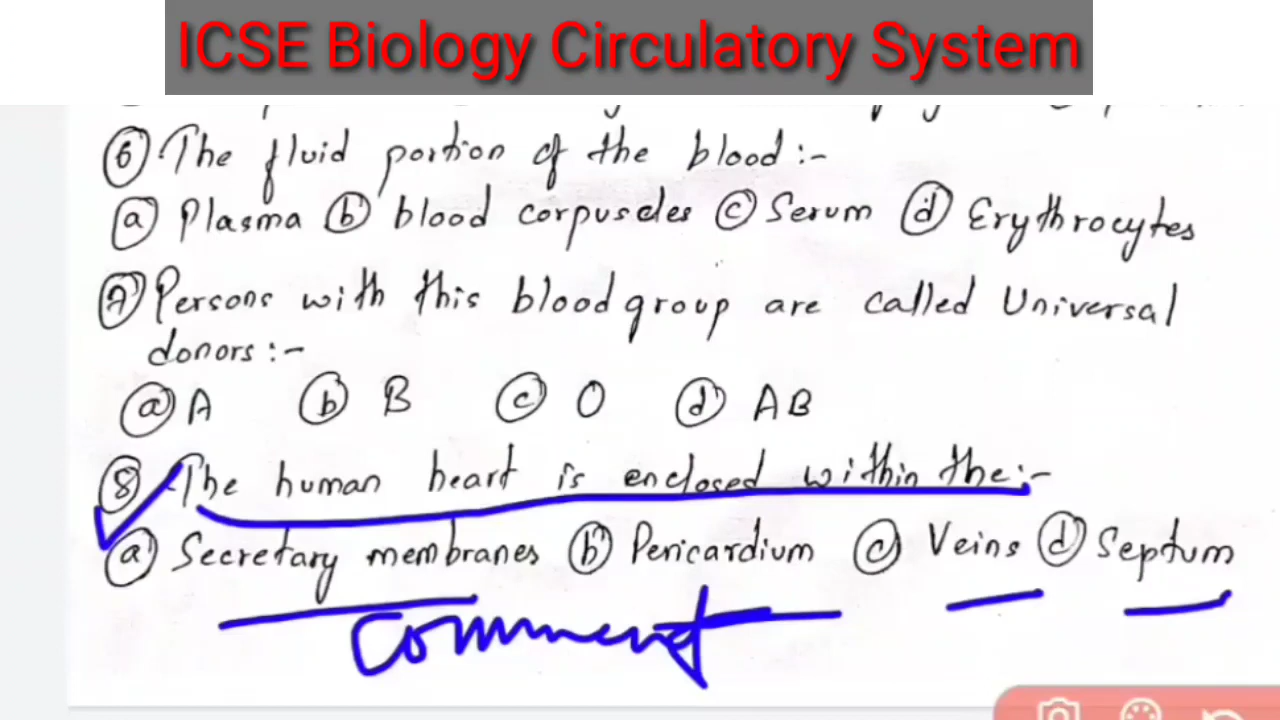 ICSE Biology Circulatory System
6 The fluid portion of the blood :-
a Plasma b blood corpuscles c Serum d Erythrocytes
7 Persons with this blood group are called Universal
donors :-
a A b B c O d AB
8 The human heart is enclosed within the :-
a Secretary membranes b Pericardium c Veins d Septum
comment